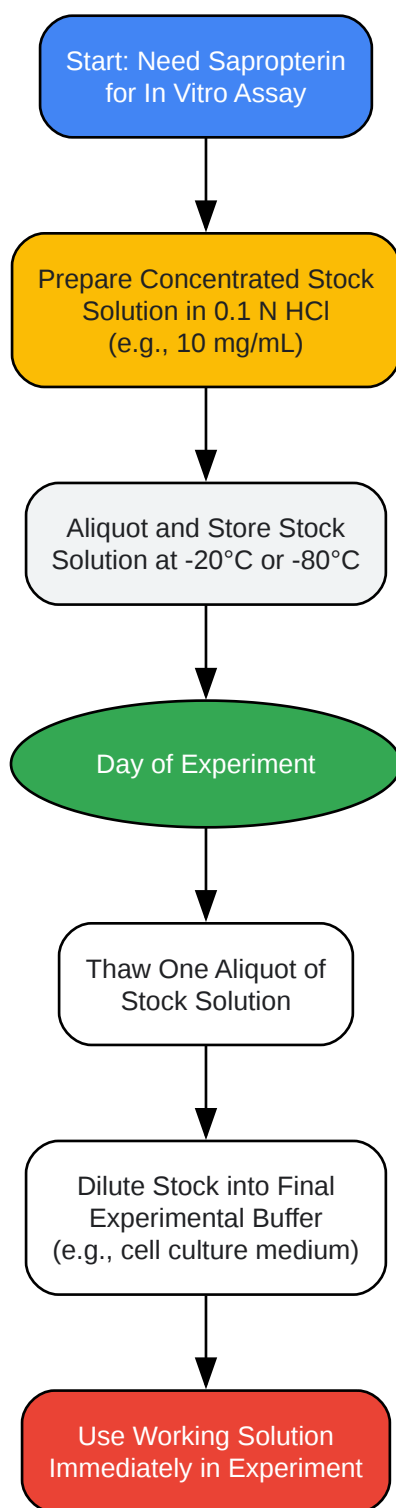 Start: Need Sapropterin
for In Vitro Assay
Prepare Concentrated Stock
Solution in 0.1 N HCl
(e.g., 10 mg/mL)
Aliquot and Store Stock
Solution at -20°C or -80°C
Day of Experiment
Thaw One Aliquot of
Stock Solution
Dilute Stock into Final
Experimental Buffer
(e.g., cell culture medium)
Use Working Solution
Immediately in Experiment